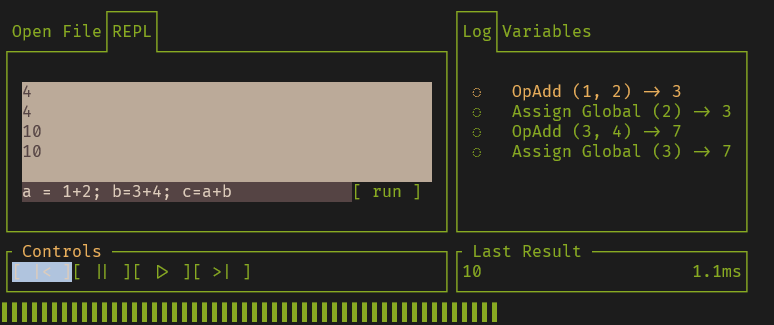 Open File REPL
4
4
10
10
a = 1+2; b=3+4; c=a+b [ run ]
Controls
[ |< ][ || ][ ▷ ][ >| ]
Log Variables
◌ OpAdd (1, 2) -> 3
◌ Assign Global (2) -> 3
◌ OpAdd (3, 4) -> 7
◌ Assign Global (3) -> 7
Last Result
10 1.1ms